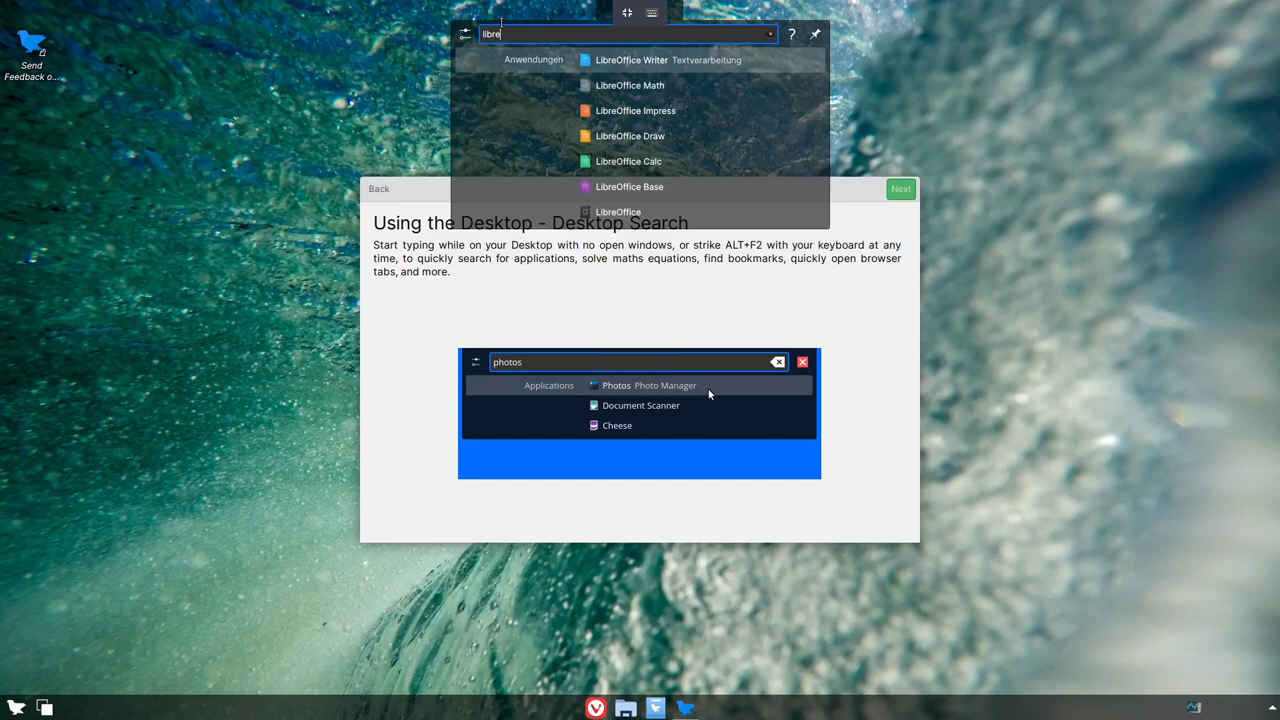 libre
Anwendungen LibreOffice Writer Textverarbeitung
LibreOffice Math
LibreOffice Impress
LibreOffice Draw
LibreOffice Calc
LibreOffice Base
LibreOffice
Send
Feedback o...
Back
Next
Using the Desktop - Desktop Search
Start typing while on your Desktop with no open windows, or strike ALT+F2 with your keyboard at any
time, to quickly search for applications, solve maths equations, find bookmarks, quickly open browser
tabs, and more.
photos
Applications Photos Photo Manager
Document Scanner
Cheese